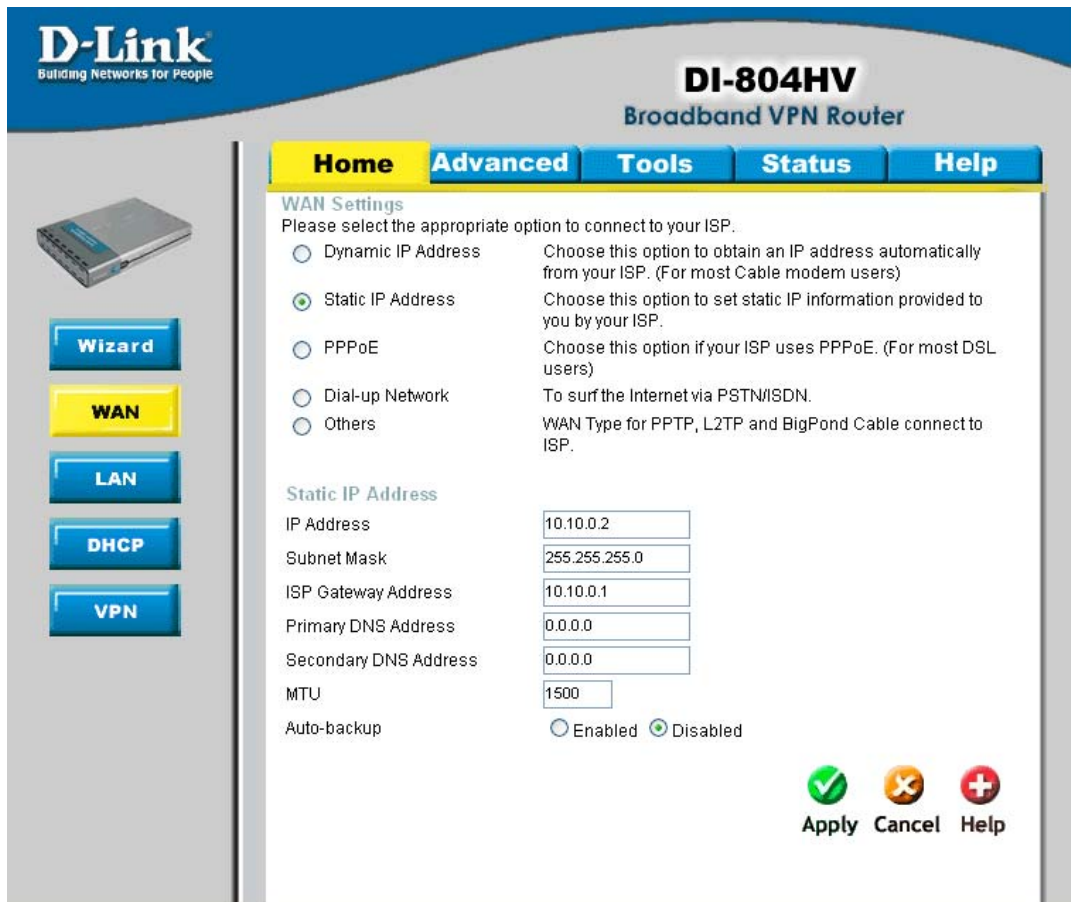 D-Link
Building Networks for People
DI-804HV
Broadband VPN Router
Home
Advanced
Tools
Status
Help
Wizard
WAN
LAN
DHCP
VPN
WAN Settings
Please select the appropriate option to connect to your ISP.
Dynamic IP Address
Choose this option to obtain an IP address automatically
from your ISP. (For most Cable modem users)
Static IP Address
Choose this option to set static IP information provided to
you by your ISP.
PPPoE
Choose this option if your ISP uses PPPoE. (For most DSL
users)
Dial-up Network
To surf the Internet via PSTN/ISDN.
Others
WAN Type for PPTP, L2TP and BigPond Cable connect to
ISP.
Static IP Address
IP Address
10.10.0.2
Subnet Mask
255.255.255.0
ISP Gateway Address
10.10.0.1
Primary DNS Address
0.0.0.0
Secondary DNS Address
0.0.0.0
MTU
1500
Auto-backup
Enabled
Disabled
Apply
Cancel
Help